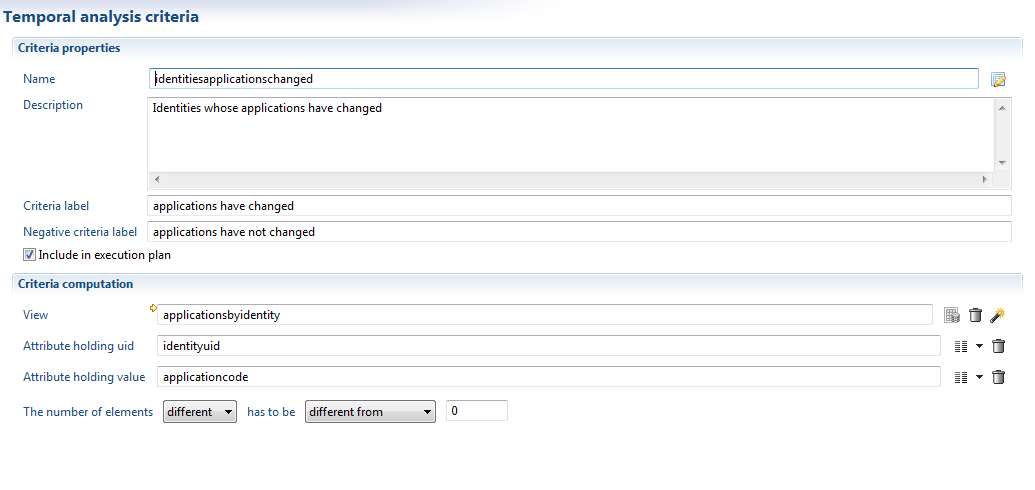 Temporal analysis criteria
Criteria properties
Name identitiesapplicationschanged
Description Identities whose applications have changed
Criteria label applications have changed
Negative criteria label applications have not changed
Include in execution plan
Criteria computation
View applicationsbyidentity
Attribute holding uid identityuid
Attribute holding value applicationcode
The number of elements different has to be different from 0